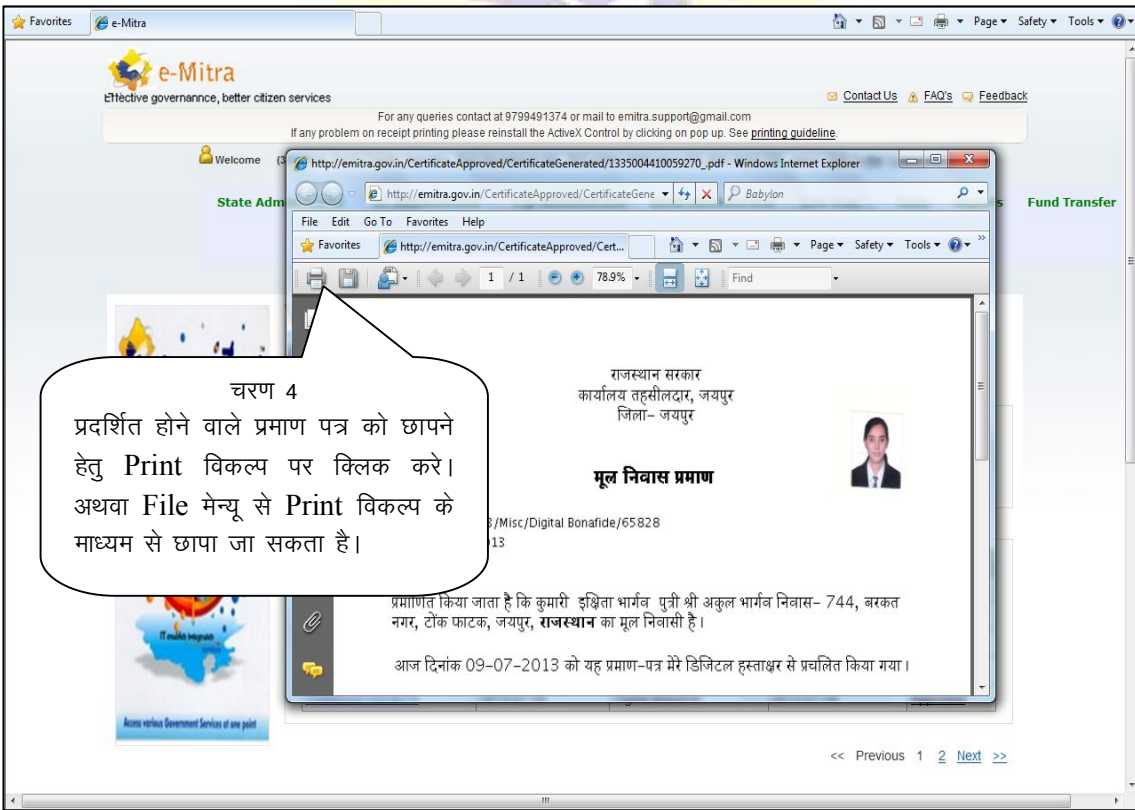 Favorites
e-Mitra
Page Safety Tools
e-Mitra
Effective governannce, better citizen services
Contact Us FAQ's Feedback
For any queries contact at 9799491374 or mail to emitra.support@gmail.com
If any problem on receipt printing please reinstall the ActiveX Control by clicking on pop up. See printing guideline.
Welcome (3
State Adm
s Fund Transfer
http://emitra.gov.in/CertificateApproved/CertificateGenerated/1335004410059270_.pdf - Windows Internet Explorer
http://emitra.gov.in/CertificateApproved/CertificateGene
Babylon
File Edit Go To Favorites Help
Favorites http://emitra.gov.in/CertificateApproved/Cert...
Page Safety Tools
1 / 1 78.9% Find
राजस्थान सरकार
कार्यालय तहसीलदार, जयपुर
जिला– जयपुर
मूल निवास प्रमाण
3/Misc/Digital Bonafide/65828
013
प्रमाणित किया जाता है कि कुमारी इक्षिता भार्गव पुत्री श्री अकुल भार्गव निवास– 744, बरकत
नगर, टोंक फाटक, जयपुर, राजस्थान का मूल निवासी है।
आज दिनांक 09–07–2013 को यह प्रमाण–पत्र मेरे डिजिटल हस्ताक्षर से प्रचलित किया गया।
चरण 4
प्रदर्शित होने वाले प्रमाण पत्र को छापने
हेतु Print विकल्प पर क्लिक करे।
अथवा File मेन्यू से Print विकल्प के
माध्यम से छापा जा सकता है।
Access various Government Services at one point
<< Previous 1 2 Next >>